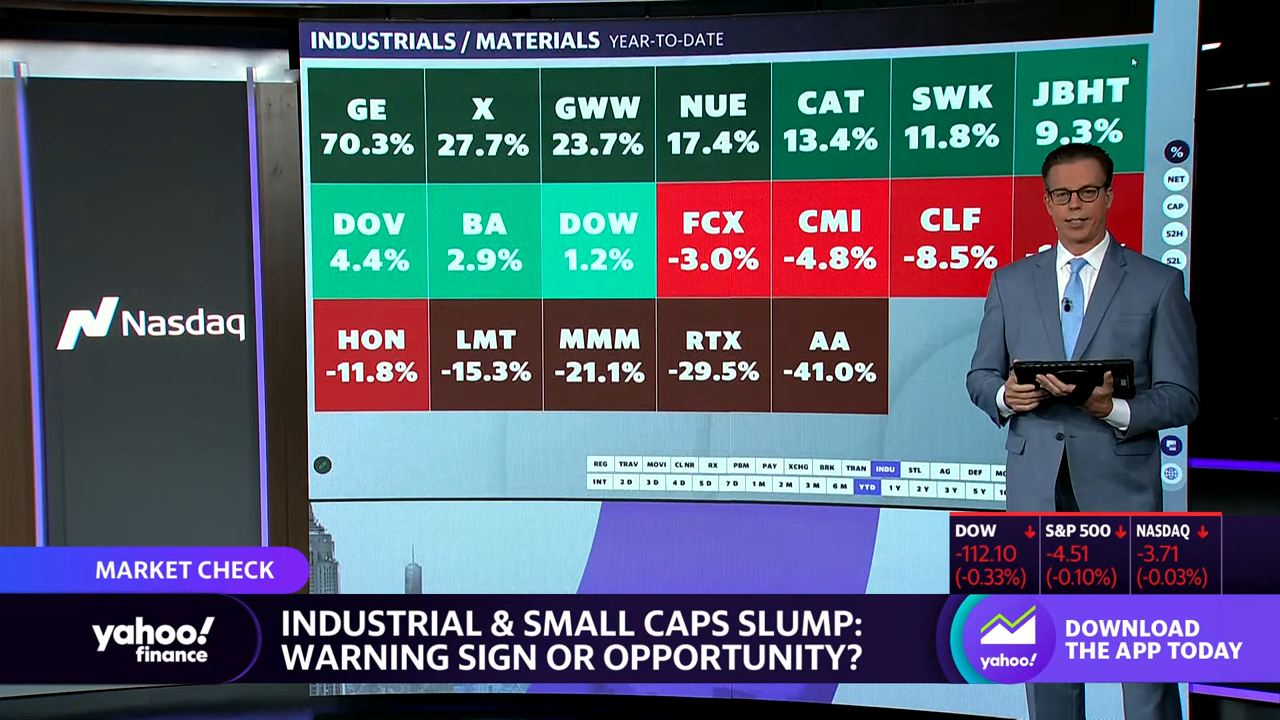 INDUSTRIALS / MATERIALS YEAR-TO-DATE
GE X GWW NUE CAT SWK JBHT
70.3% 27.7% 23.7% 17.4% 13.4% 11.8% 9.3%
DOV BA DOW FCX CMI CLF
4.4% 2.9% 1.2% -3.0% -4.8% -8.5%
HON LMT MMM RTX AA
-11.8% -15.3% -21.1% -29.5% -41.0%
%
NET
CAP
52H
52L
Nasdaq
REG TRAV MOVI CLNR RX PBM PAY XCHG BRK TRAN INDU STL AG DEF
INT 2D 3D 4D 5D 7D 1M 2M 3M 6M YTD 1Y 2Y 3Y 5Y
DOW S&P 500 NASDAQ
-112.10 -4.51 -3.71
(-0.33%) (-0.10%) (-0.03%)
MARKET CHECK
yahoo!
finance
INDUSTRIAL & SMALL CAPS SLUMP:
WARNING SIGN OR OPPORTUNITY?
yahoo!
DOWNLOAD
THE APP TODAY